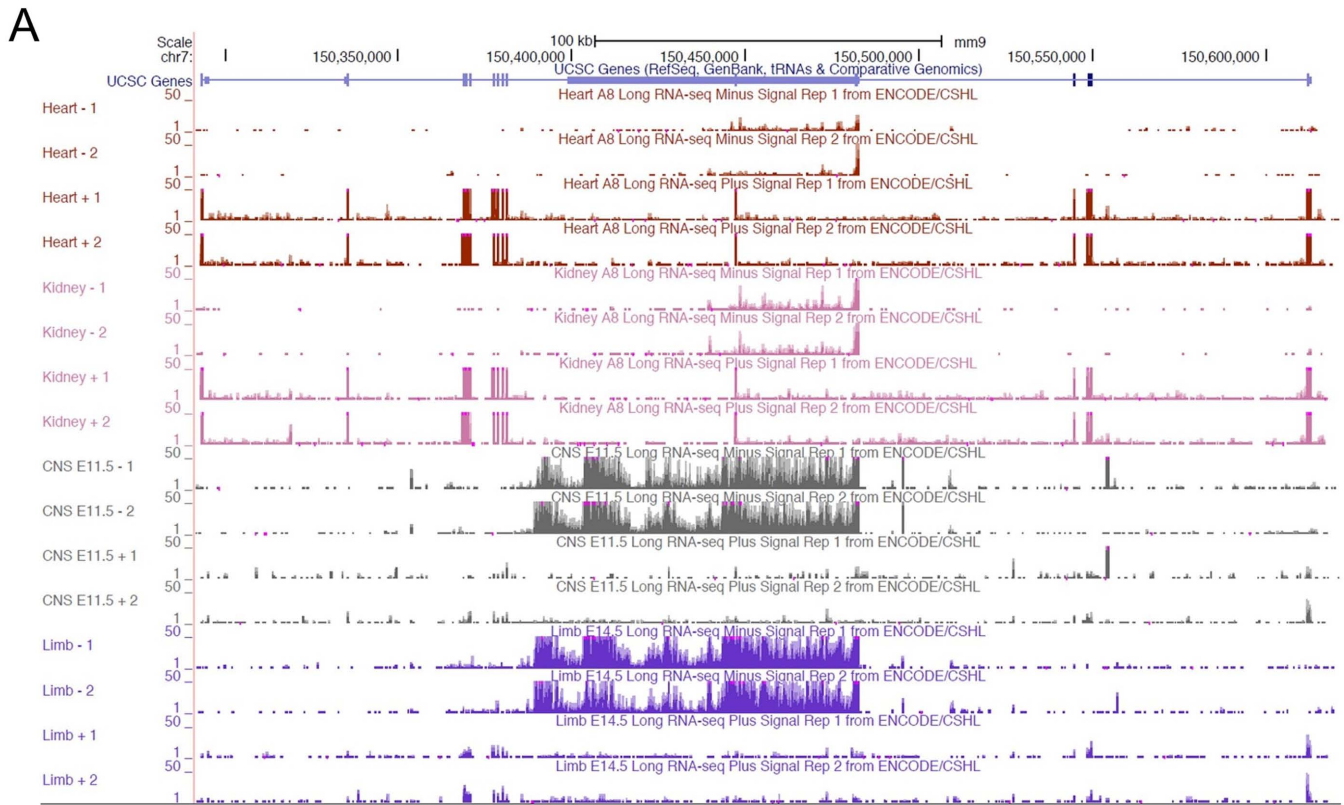 A
Scale 100 kb mm9
chr7: 150,350,000 150,400,000 150,450,000 150,500,000 150,550,000 150,600,000
UCSC Genes (RefSeq, GenBank, tRNAs & Comparative Genomics)
UCSC Genes
50 Heart A8 Long RNA-seq Minus Signal Rep 1 from ENCODE/CSHL
Heart - 1
1
50 Heart A8 Long RNA-seq Minus Signal Rep 2 from ENCODE/CSHL
Heart - 2
1
50 Heart A8 Long RNA-seq Plus Signal Rep 1 from ENCODE/CSHL
Heart + 1
1
50 Heart A8 Long RNA-seq Plus Signal Rep 2 from ENCODE/CSHL
Heart + 2
1
50 Kidney A8 Long RNA-seq Minus Signal Rep 1 from ENCODE/CSHL
Kidney - 1
1
50 Kidney A8 Long RNA-seq Minus Signal Rep 2 from ENCODE/CSHL
Kidney - 2
1
50 Kidney A8 Long RNA-seq Plus Signal Rep 1 from ENCODE/CSHL
Kidney + 1
1
50 Kidney A8 Long RNA-seq Plus Signal Rep 2 from ENCODE/CSHL
Kidney + 2
1
50 CNS E11.5 Long RNA-seq Minus Signal Rep 1 from ENCODE/CSHL
CNS E11.5 - 1
1
50 CNS E11.5 Long RNA-seq Minus Signal Rep 2 from ENCODE/CSHL
CNS E11.5 - 2
1
50 CNS E11.5 Long RNA-seq Plus Signal Rep 1 from ENCODE/CSHL
CNS E11.5 + 1
1
50 CNS E11.5 Long RNA-seq Plus Signal Rep 2 from ENCODE/CSHL
CNS E11.5 + 2
1
50 Limb E14.5 Long RNA-seq Minus Signal Rep 1 from ENCODE/CSHL
Limb - 1
1
50 Limb E14.5 Long RNA-seq Minus Signal Rep 2 from ENCODE/CSHL
Limb - 2
1
50 Limb E14.5 Long RNA-seq Plus Signal Rep 1 from ENCODE/CSHL
Limb + 1
1
50 Limb E14.5 Long RNA-seq Plus Signal Rep 2 from ENCODE/CSHL
Limb + 2
1